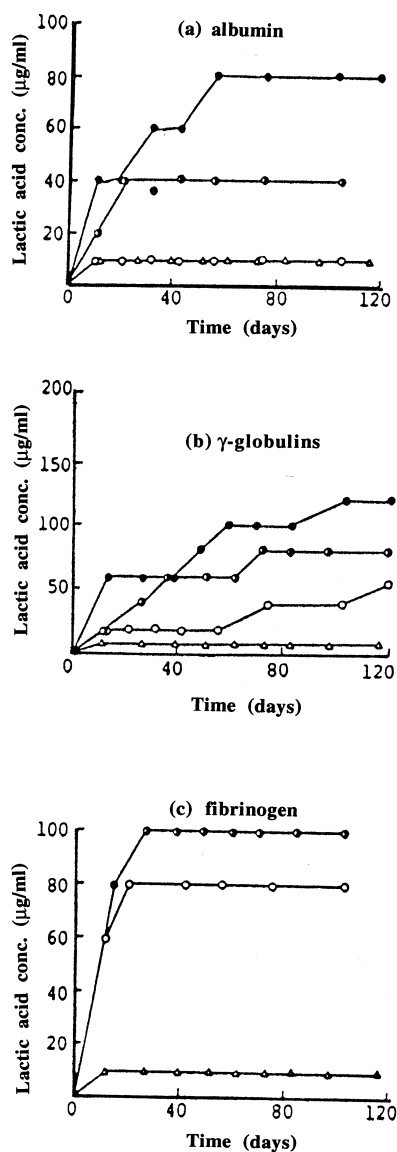 (a) albumin
Lactic acid conc. (μg/ml)
100
80
60
40
20
0
40
80
120
Time (days)
(b) γ-globulins
Lactic acid conc. (μg/ml)
200
150
100
50
0
40
80
120
Time (days)
(c) fibrinogen
Lactic acid conc. (μg/ml)
100
80
60
40
20
0
40
80
120
Time (days)